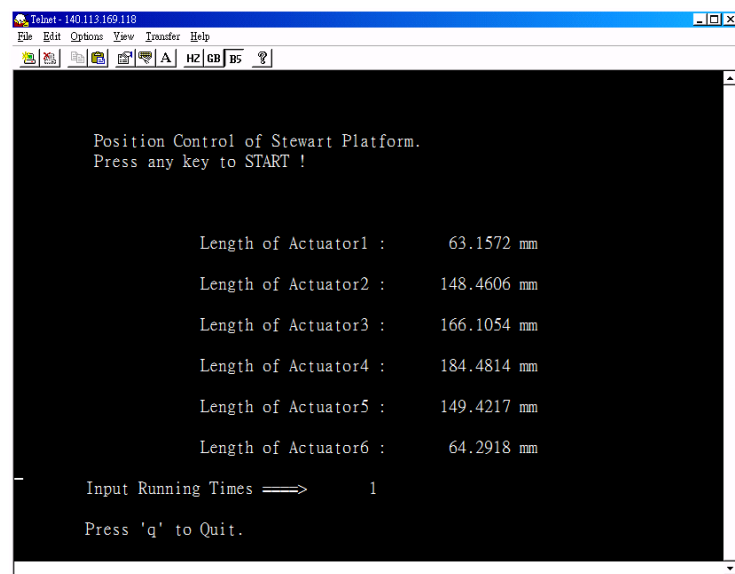 Telnet - 140.113.169.118
File Edit Options View Transfer Help
A HZ GB B5 ?
Position Control of Stewart Platform.
Press any key to START !
Length of Actuator1 : 63.1572 mm
Length of Actuator2 : 148.4606 mm
Length of Actuator3 : 166.1054 mm
Length of Actuator4 : 184.4814 mm
Length of Actuator5 : 149.4217 mm
Length of Actuator6 : 64.2918 mm
Input Running Times ====> 1
Press 'q' to Quit.